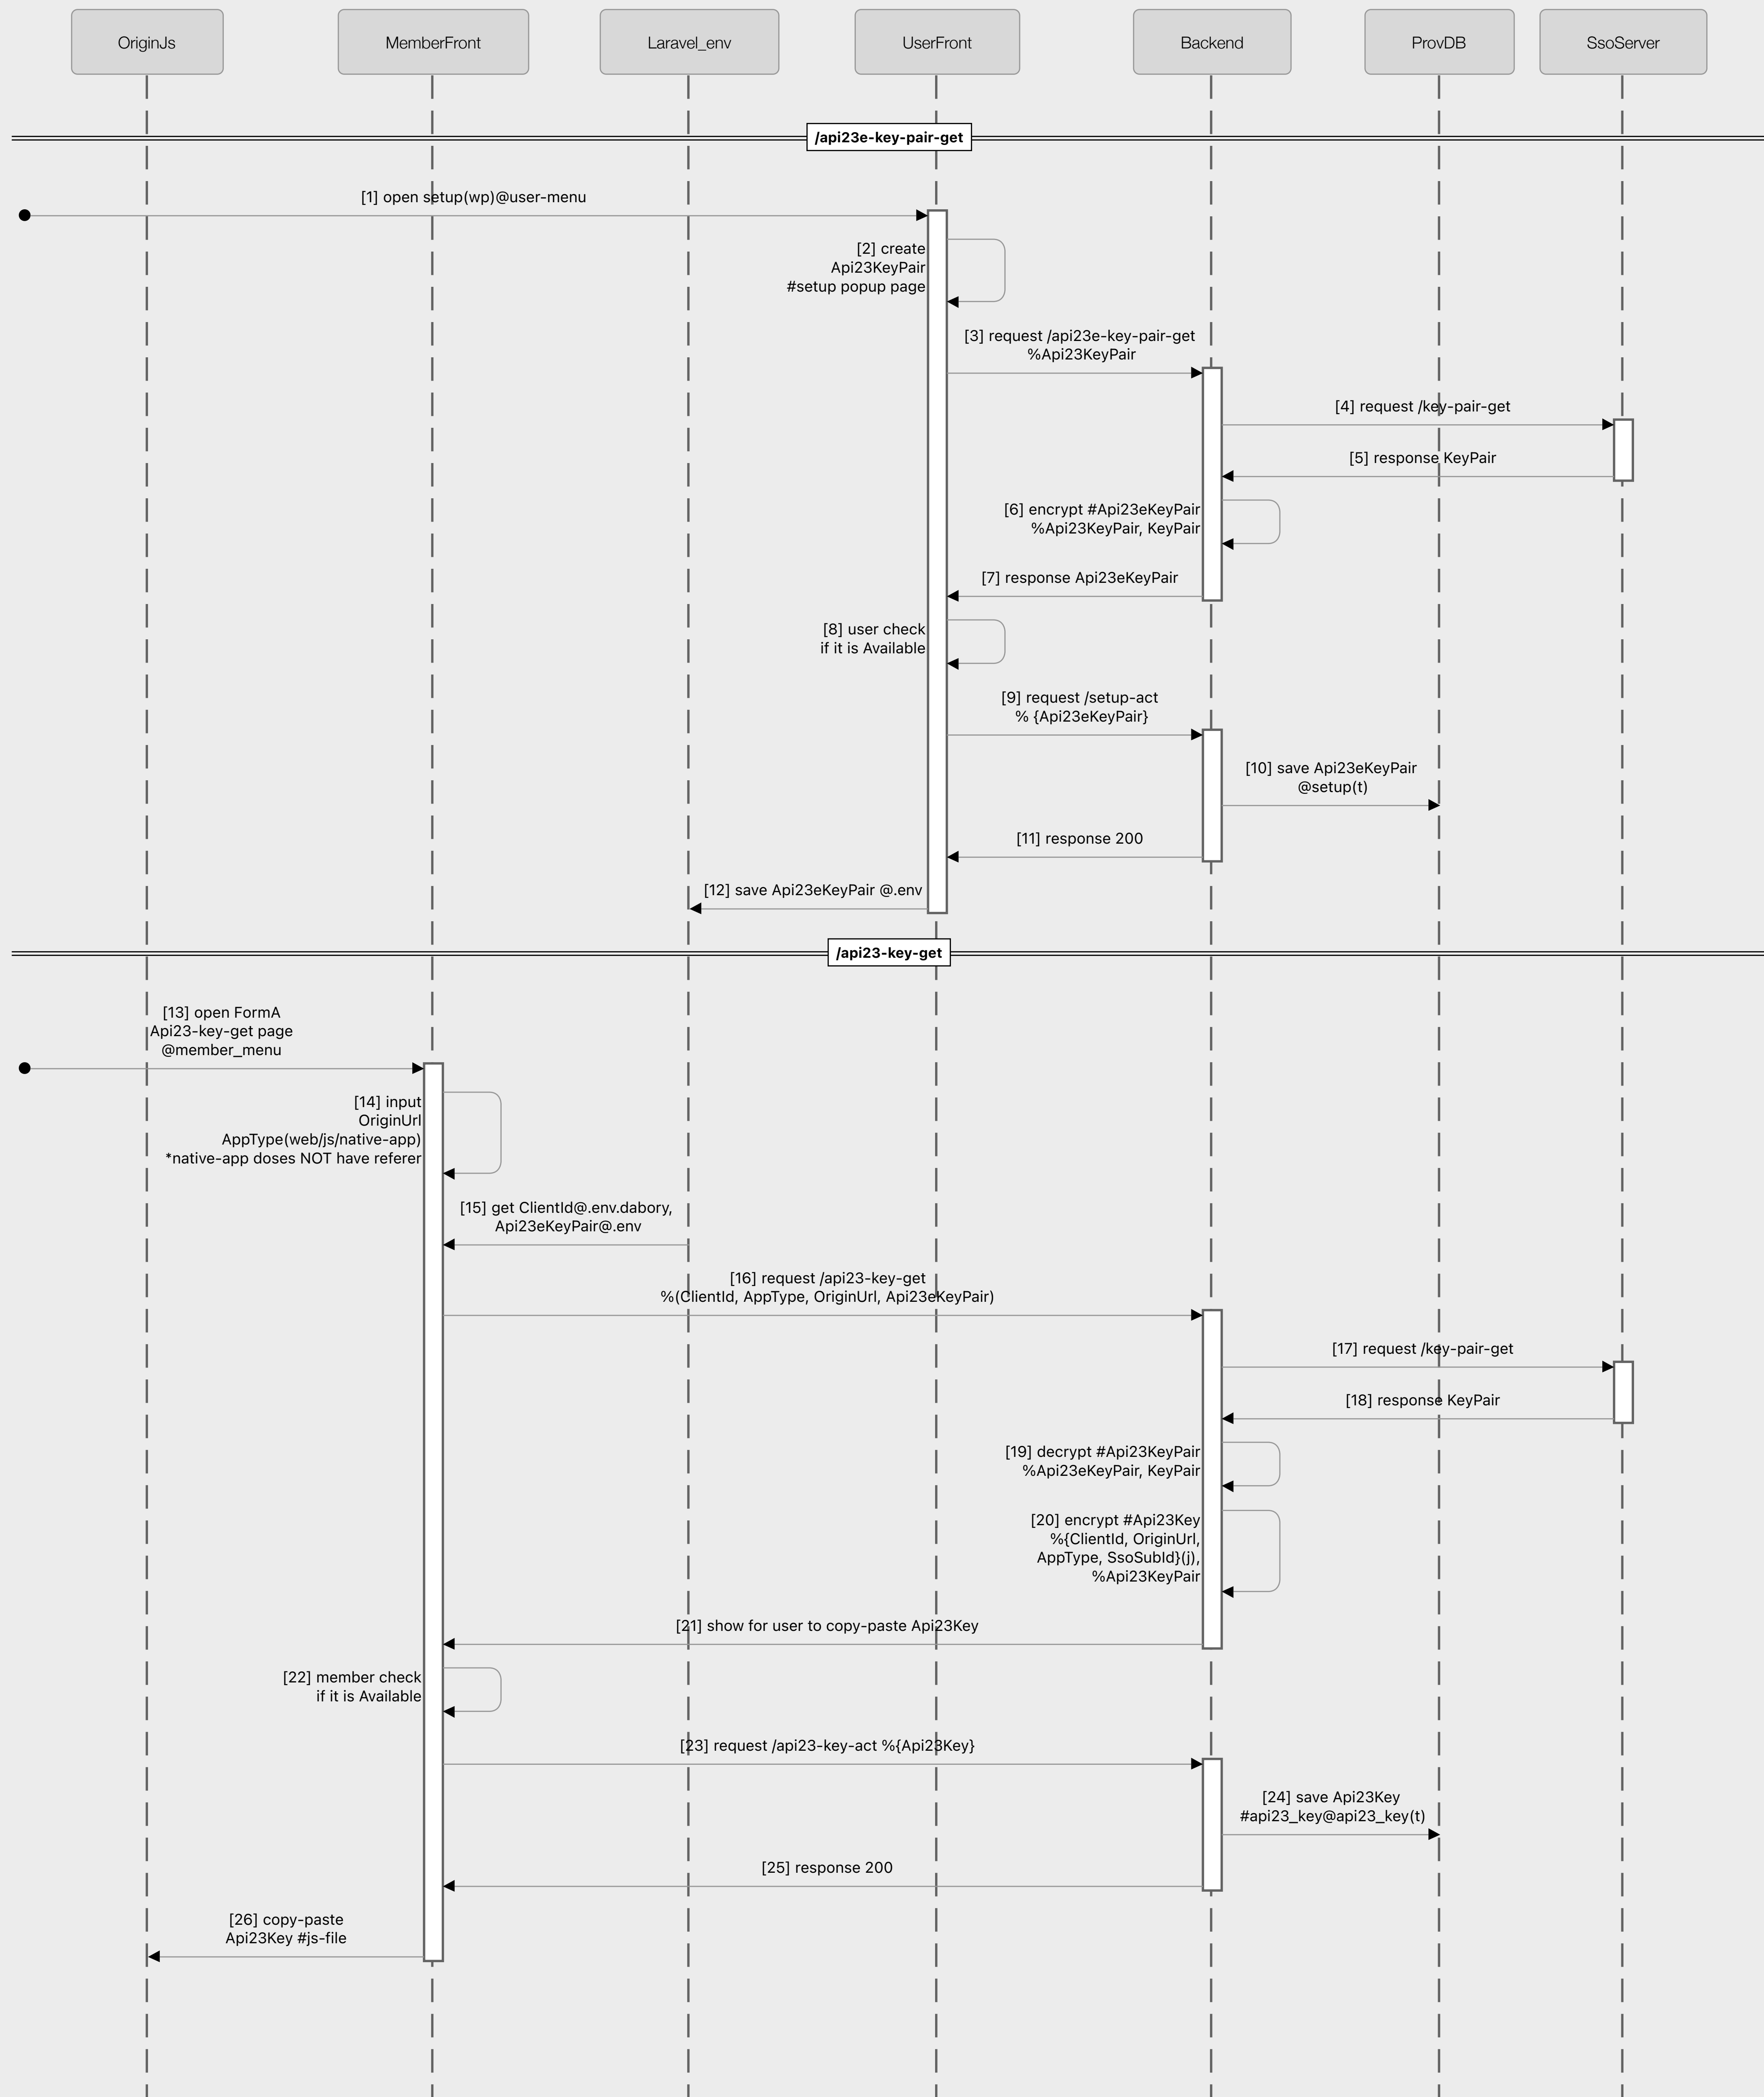 OriginJs
MemberFront
Laravel_env
UserFront
Backend
ProvDB
SsoServer
/api23e-key-pair-get
[1] open setup(wp)@user-menu
[2] create
Api23KeyPair
#setup popup page
[3] request /api23e-key-pair-get
%Api23KeyPair
[4] request /key-pair-get
[5] response KeyPair
[6] encrypt #Api23eKeyPair
%Api23KeyPair, KeyPair
[7] response Api23eKeyPair
[8] user check
if it is Available
[9] request /setup-act
% {Api23eKeyPair}
[10] save Api23eKeyPair
@setup(t)
[11] response 200
[12] save Api23eKeyPair @.env
/api23-key-get
[13] open FormA
Api23-key-get page
@member_menu
[14] input
OriginUrl
AppType(web/js/native-app)
*native-app doses NOT have referer
[15] get ClientId@.env.dabory,
Api23eKeyPair@.env
[16] request /api23-key-get
%(ClientId, AppType, OriginUrl, Api23eKeyPair)
[17] request /key-pair-get
[18] response KeyPair
[19] decrypt #Api23KeyPair
%Api23eKeyPair, KeyPair
[20] encrypt #Api23Key
%{ClientId, OriginUrl,
AppType, SsoSubId}(j),
%Api23KeyPair
[21] show for user to copy-paste Api23Key
[22] member check
if it is Available
[23] request /api23-key-act %{Api23Key}
[24] save Api23Key
#api23_key@api23_key(t)
[25] response 200
[26] copy-paste
Api23Key #js-file